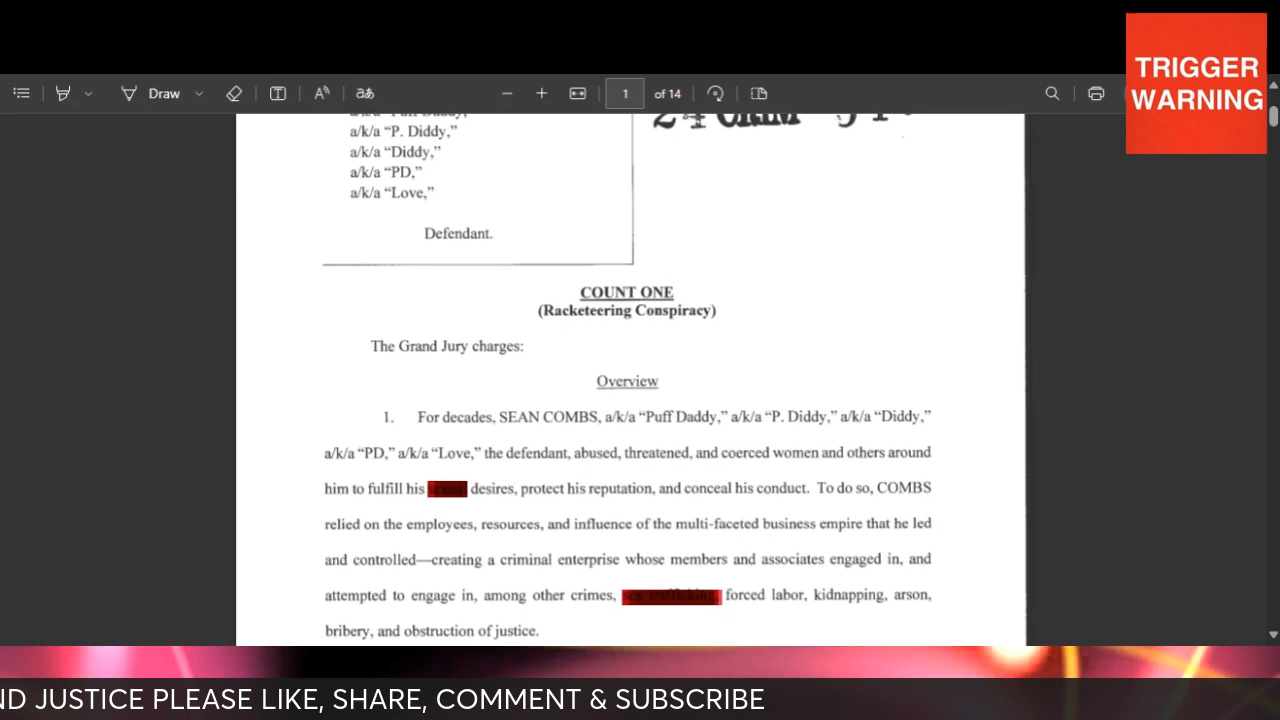 TRIGGER
WARNING
Draw
1 of 14
a/k/a "Puff Daddy,"
a/k/a "P. Diddy,"
a/k/a "Diddy,"
a/k/a "PD,"
a/k/a "Love,"
Defendant.
COUNT ONE
(Racketeering Conspiracy)
The Grand Jury charges:
Overview
1. For decades, SEAN COMBS, a/k/a "Puff Daddy," a/k/a "P. Diddy," a/k/a "Diddy,"
a/k/a "PD," a/k/a "Love," the defendant, abused, threatened, and coerced women and others around
him to fulfill his desires, protect his reputation, and conceal his conduct. To do so, COMBS
relied on the employees, resources, and influence of the multi-faceted business empire that he led
and controlled—creating a criminal enterprise whose members and associates engaged in, and
attempted to engage in, among other crimes, sex trafficking, forced labor, kidnapping, arson,
bribery, and obstruction of justice.
ND JUSTICE PLEASE LIKE, SHARE, COMMENT & SUBSCRIBE